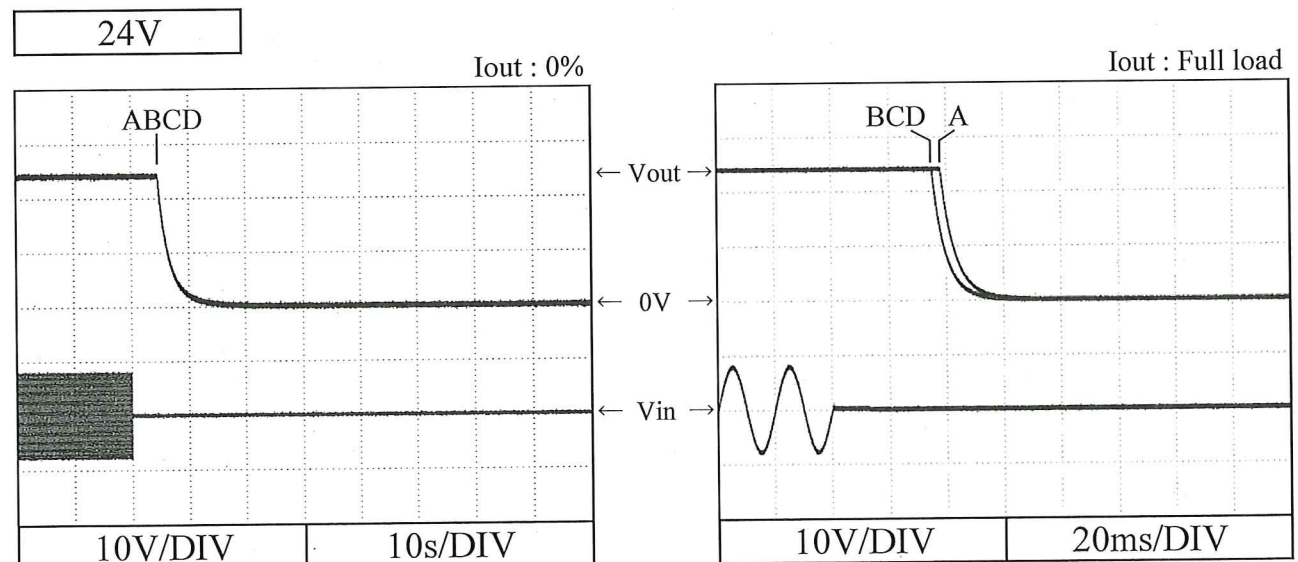 24V
Iout : 0%
Iout : Full load
ABCD
BCD A
← Vout →
← 0V →
← Vin →
10V/DIV 10s/DIV
10V/DIV 20ms/DIV